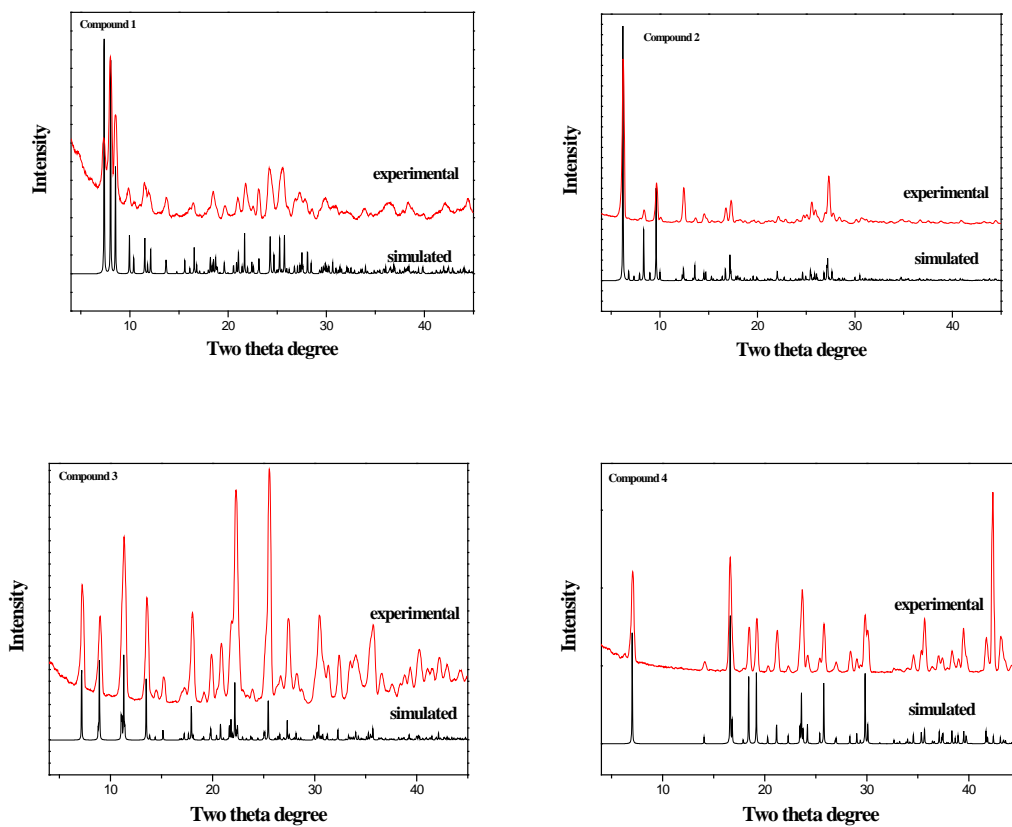 Compound 1
Intensity
experimental
simulated
10 20 30 40
Two theta degree
Compound 2
Intensity
experimental
simulated
10 20 30 40
Two theta degree
Compound 3
Intensity
experimental
simulated
10 20 30 40
Two theta degree
Compound 4
Intensity
experimental
simulated
10 20 30 40
Two theta degree